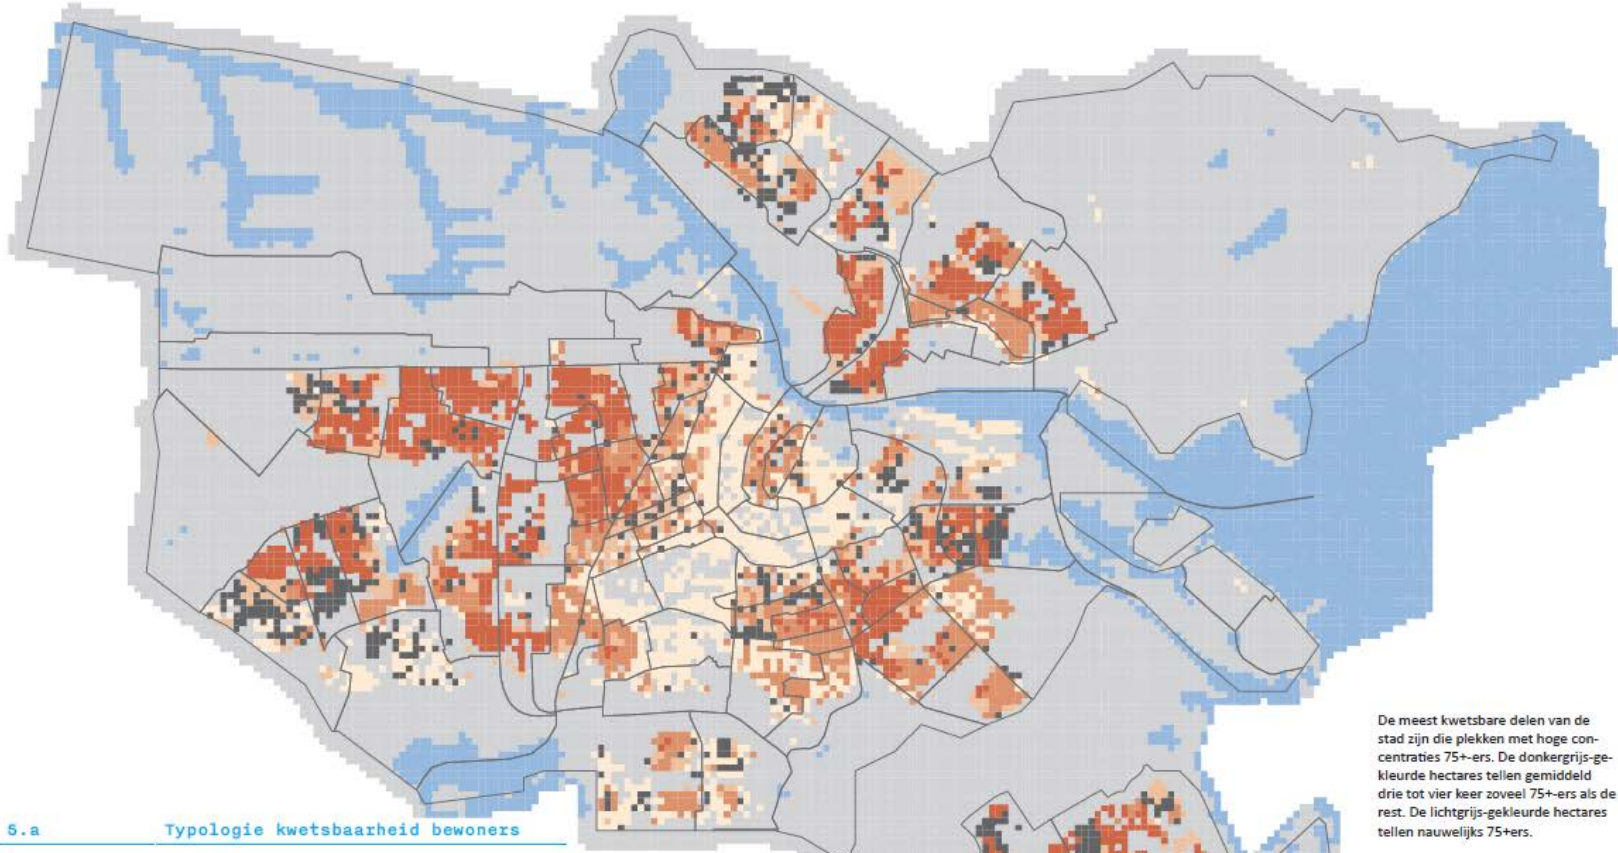 De meest kwetsbare delen van de
stad zijn die plekken met hoge con-
centraties 75+-ers. De donkergrijs-ge-
kleurde hectares tellen gemiddeld
drie tot vier keer zoveel 75+-ers als de
rest. De lichtgrijs-gekleurde hectares
tellen nauwelijks 75+ers.
5.a Typologie kwetsbaarheid bewoners